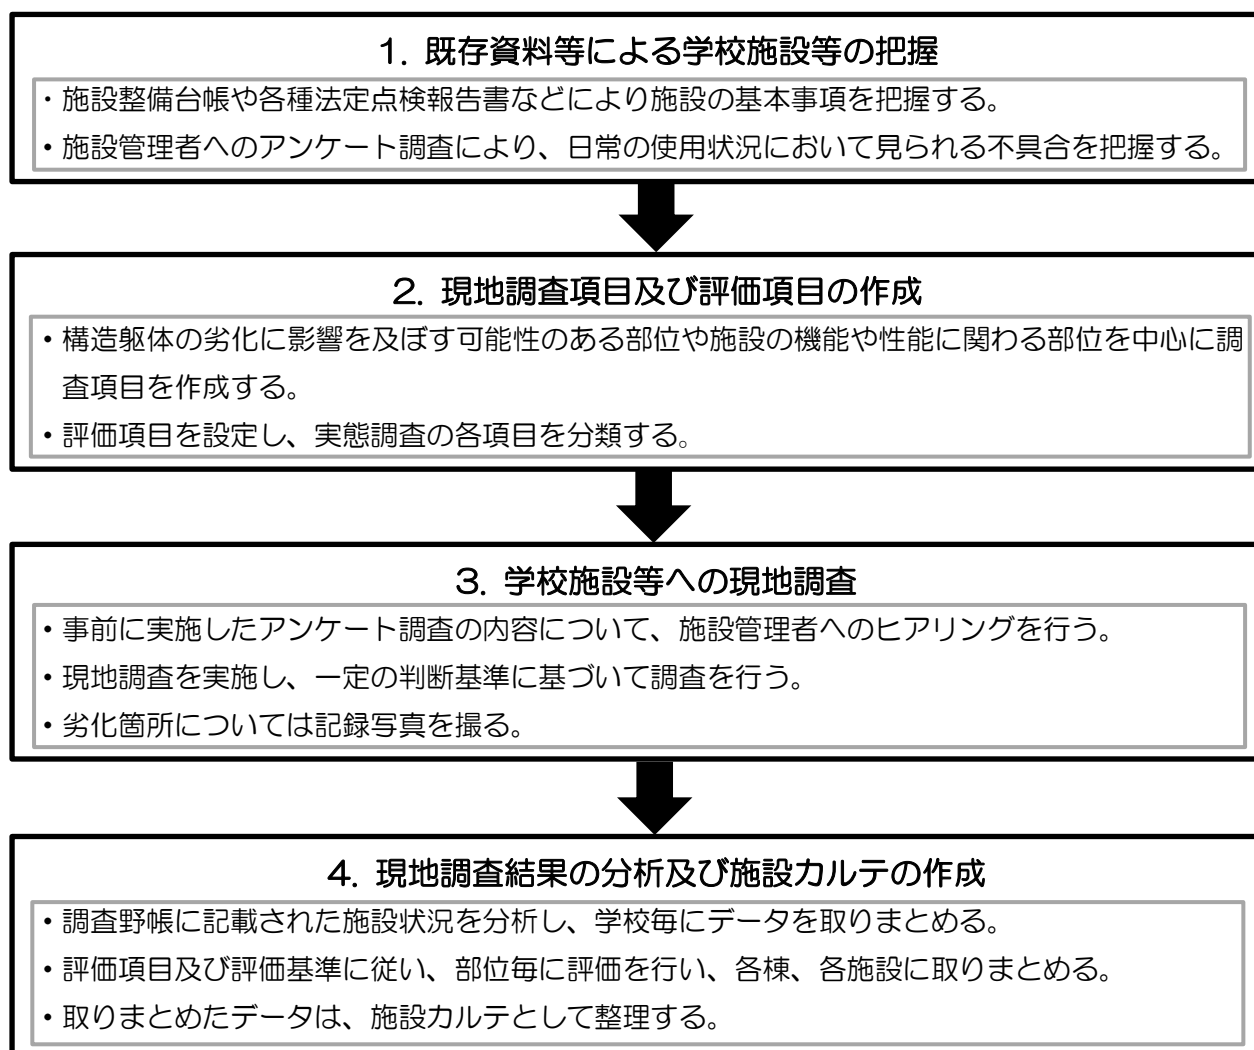 1. 既存資料等による学校施設等の把握
・施設整備台帳や各種法定点検報告書などにより施設の基本事項を把握する。
・施設管理者へのアンケート調査により、日常の使用状況において見られる不具合を把握する。
2. 現地調査項目及び評価項目の作成
・構造躯体の劣化に影響を及ぼす可能性のある部位や施設の機能や性能に関わる部位を中心に調
査項目を作成する。
・評価項目を設定し、実態調査の各項目を分類する。
3. 学校施設等への現地調査
・事前に実施したアンケート調査の内容について、施設管理者へのヒアリングを行う。
・現地調査を実施し、一定の判断基準に基づいて調査を行う。
・劣化箇所については記録写真を撮る。
4. 現地調査結果の分析及び施設カルテの作成
・調査野帳に記載された施設状況を分析し、学校毎にデータを取りまとめる。
・評価項目及び評価基準に従い、部位毎に評価を行い、各棟、各施設に取りまとめる。
・取りまとめたデータは、施設カルテとして整理する。